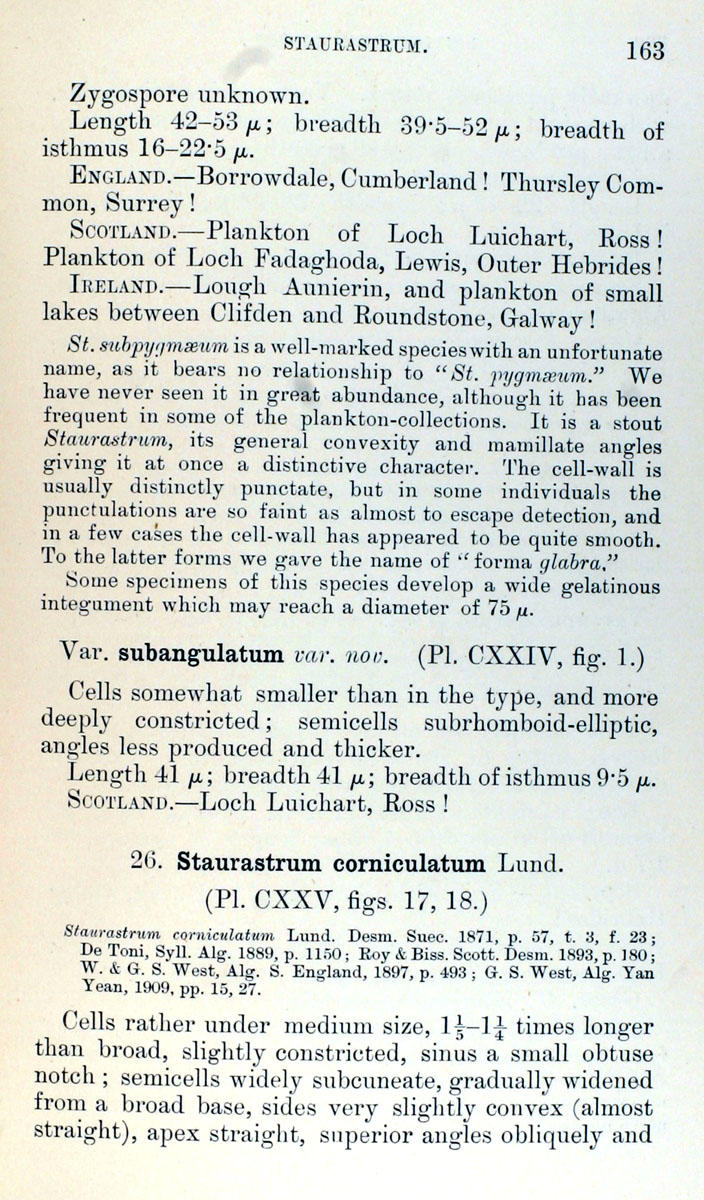 STAURASTRUM.
163
Zygospore unknown.
Length 42–53 μ; breadth 39·5–52 μ; breadth of
isthmus 16–22·5 μ.
ENGLAND.—Borrowdale, Cumberland! Thursley Com-
mon, Surrey!
SCOTLAND.—Plankton of Loch Luichart, Ross!
Plankton of Loch Fadaghoda, Lewis, Outer Hebrides!
IRELAND.—Lough Aunierin, and plankton of small
lakes between Clifden and Roundstone, Galway!
St. subpygmæum is a well-marked species with an unfortunate
name, as it bears no relationship to “St. pygmæum.” We
have never seen it in great abundance, although it has been
frequent in some of the plankton-collections. It is a stout
Staurastrum, its general convexity and mamillate angles
giving it at once a distinctive character. The cell-wall is
usually distinctly punctate, but in some individuals the
punctulations are so faint as almost to escape detection, and
in a few cases the cell-wall has appeared to be quite smooth.
To the latter forms we gave the name of “forma glabra.”
Some specimens of this species develop a wide gelatinous
integument which may reach a diameter of 75 μ.
Var. subangulatum var. nov. (Pl. CXXIV, fig. 1.)
Cells somewhat smaller than in the type, and more
deeply constricted; semicells subrhomboid-elliptic,
angles less produced and thicker.
Length 41 μ; breadth 41 μ; breadth of isthmus 9·5 μ.
SCOTLAND.—Loch Luichart, Ross!
26. Staurastrum corniculatum Lund.
(Pl. CXXV, figs. 17, 18.)
Staurastrum corniculatum Lund. Desm. Suec. 1871, p. 57, t. 3, f. 23;
De Toni, Syll. Alg. 1889, p. 1150; Roy & Biss. Scott. Desm. 1893, p. 180;
W. & G. S. West, Alg. S. England, 1897, p. 493; G. S. West, Alg. Yan
Yean, 1909, pp. 15, 27.
Cells rather under medium size, 1⅕–1¼ times longer
than broad, slightly constricted, sinus a small obtuse
notch; semicells widely subcuneate, gradually widened
from a broad base, sides very slightly convex (almost
straight), apex straight, superior angles obliquely and